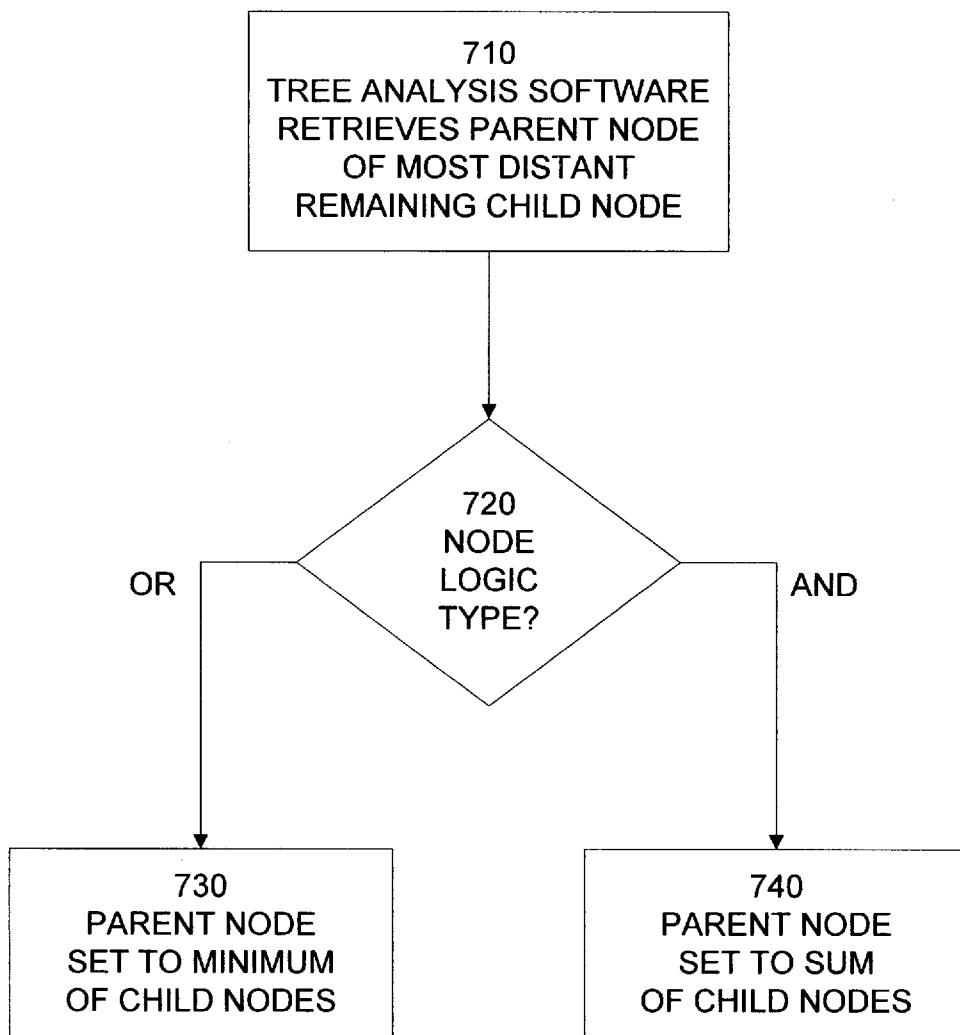 710
TREE ANALYSIS SOFTWARE
RETRIEVES PARENT NODE
OF MOST DISTANT
REMAINING CHILD NODE
720
NODE
LOGIC
TYPE?
OR
AND
730
PARENT NODE
SET TO MINIMUM
OF CHILD NODES
740
PARENT NODE
SET TO SUM
OF CHILD NODES